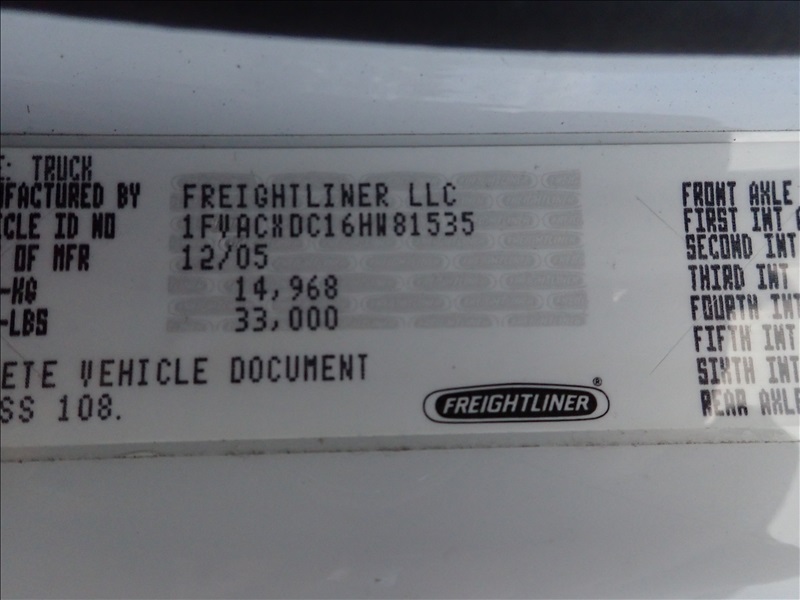 E: TRUCK
UFACTURED BY FREIGHTLINER LLC
ICLE ID NO 1FVACXDC16HW81535
OF MFR 12/05
-KG 14,968
-LBS 33,000
ETE VEHICLE DOCUMENT
SS 108.
FREIGHTLINER®
FRONT AXLE
FIRST INT
SECOND INT
THIRD INT
FOURTH INT
FIFTH INT
SIXTH INT
REAR AXLE